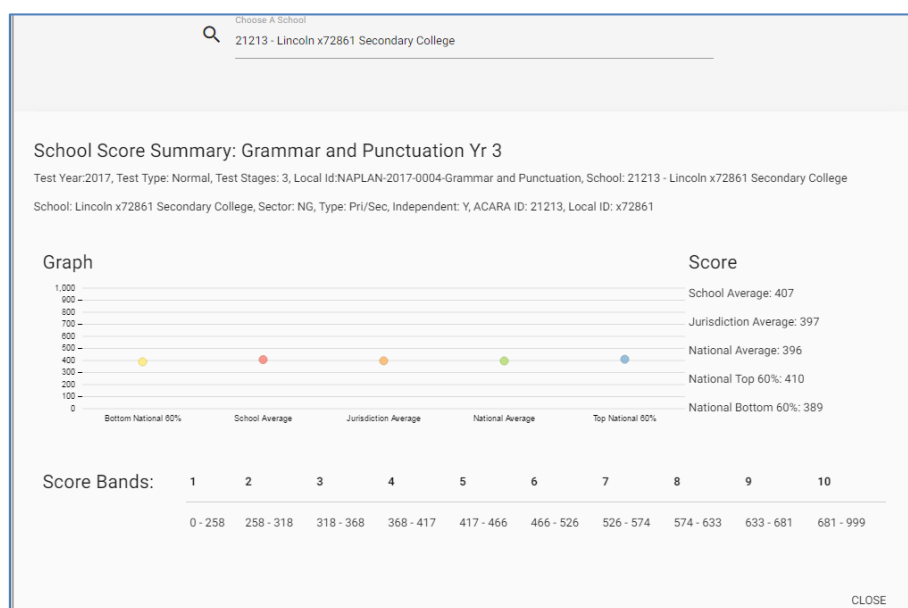 Choose A School
21213 - Lincoln x72861 Secondary College
School Score Summary: Grammar and Punctuation Yr 3
Test Year:2017, Test Type: Normal, Test Stages: 3, Local Id:NAPLAN-2017-0004-Grammar and Punctuation, School: 21213 - Lincoln x72861 Secondary College
School: Lincoln x72861 Secondary College, Sector: NG, Type: Pri/Sec, Independent: Y, ACARA ID: 21213, Local ID: x72861
Graph
1,000
900
800
700
600
500
400
300
200
100
0
Bottom National 60% School Average Jurisdiction Average National Average Top National 60%
Score
School Average: 407
Jurisdiction Average: 397
National Average: 396
National Top 60%: 410
National Bottom 60%: 389
Score Bands: 1 2 3 4 5 6 7 8 9 10
0 - 258 258 - 318 318 - 368 368 - 417 417 - 466 466 - 526 526 - 574 574 - 633 633 - 681 681 - 999
CLOSE